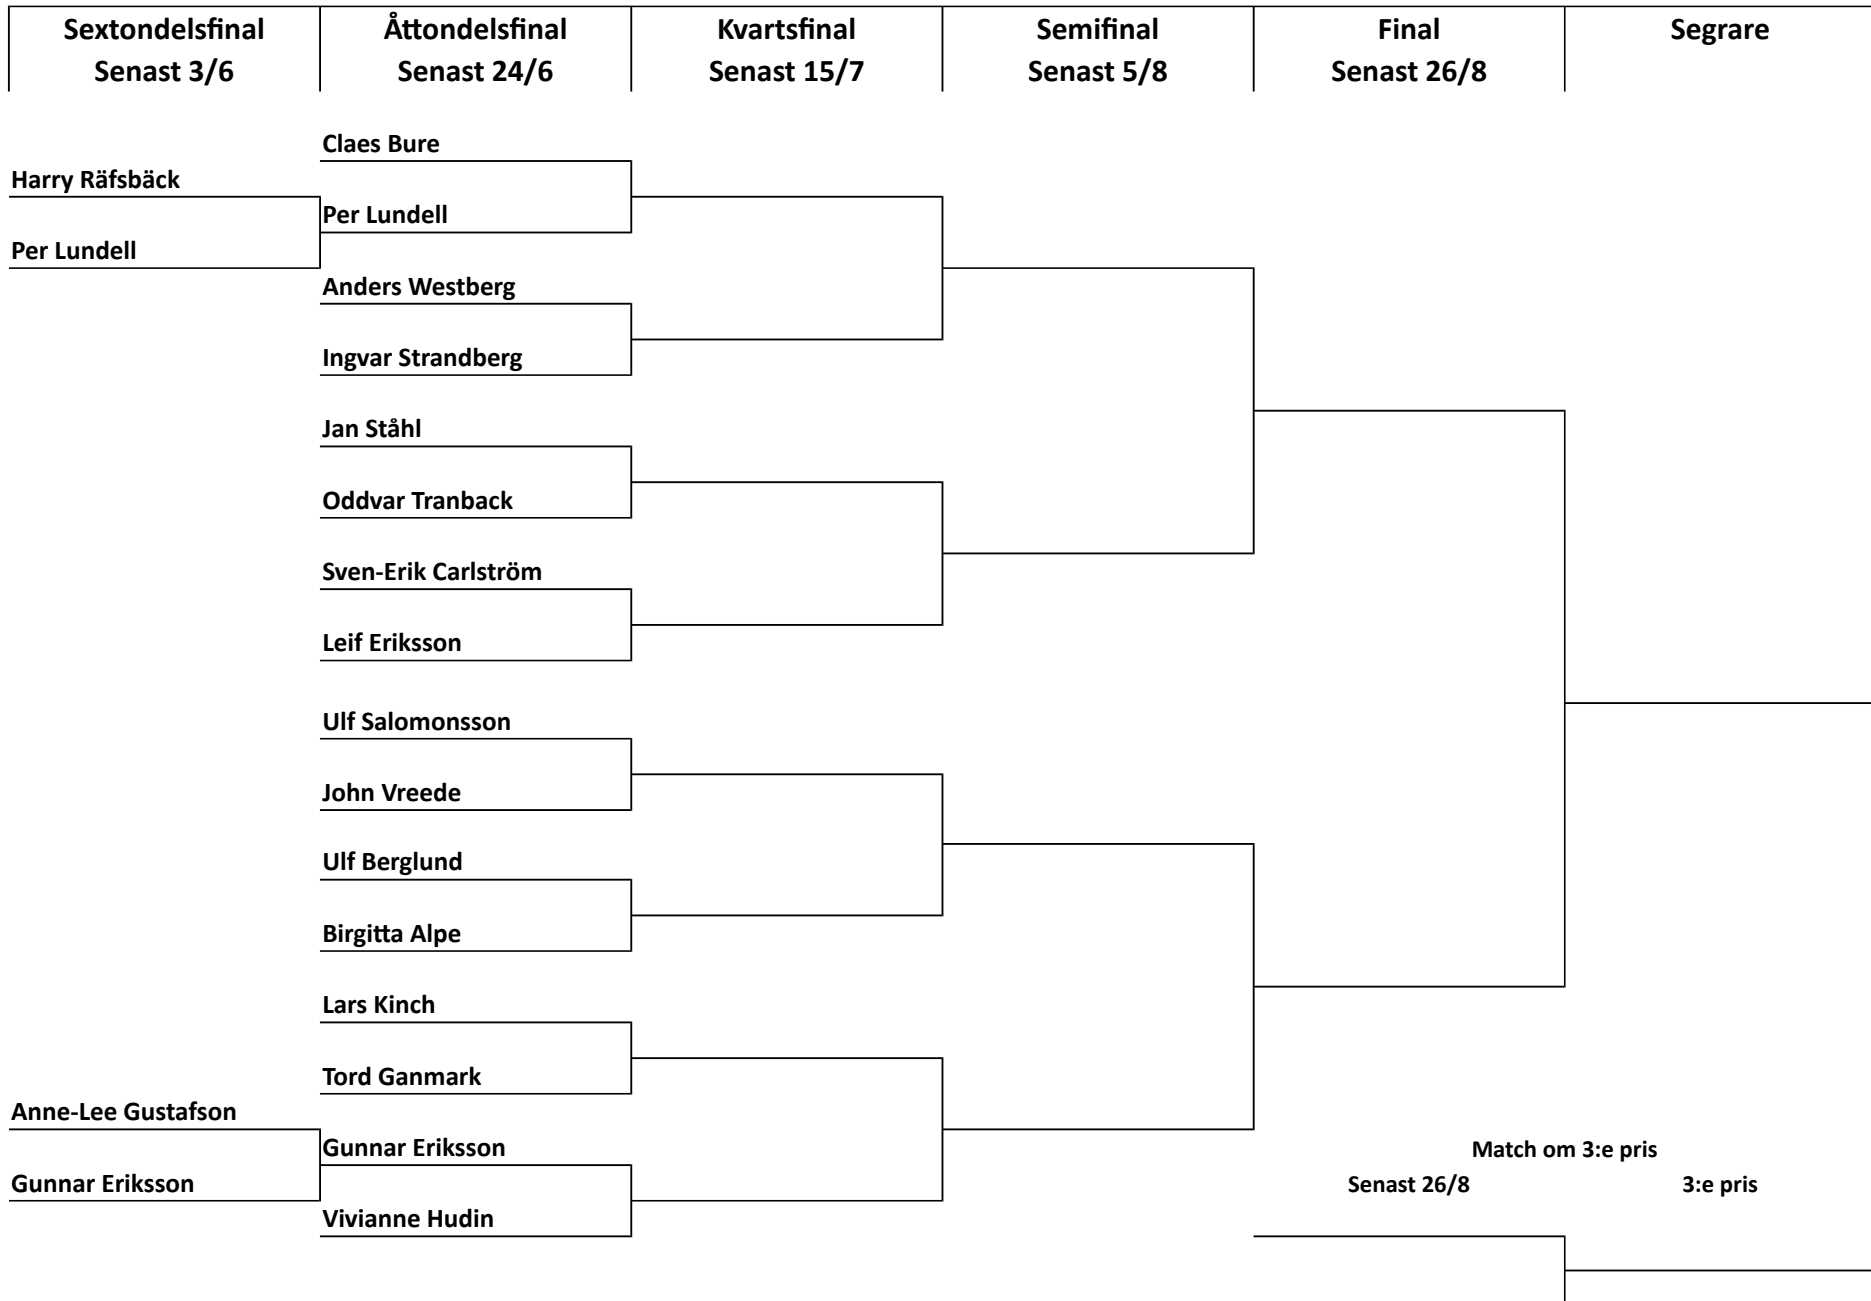 Sextondelsfinal
Senast 3/6
Åttondelsfinal
Senast 24/6
Kvartsfinal
Senast 15/7
Semifinal
Senast 5/8
Final
Senast 26/8
Segrare
Claes Bure
Harry Räfsbäck
Per Lundell
Per Lundell
Anders Westberg
Ingvar Strandberg
Jan Ståhl
Oddvar Tranback
Sven-Erik Carlström
Leif Eriksson
Ulf Salomonsson
John Vreede
Ulf Berglund
Birgitta Alpe
Lars Kinch
Tord Ganmark
Anne-Lee Gustafson
Gunnar Eriksson
Gunnar Eriksson
Vivianne Hudin
Match om 3:e pris
Senast 26/8
3:e pris